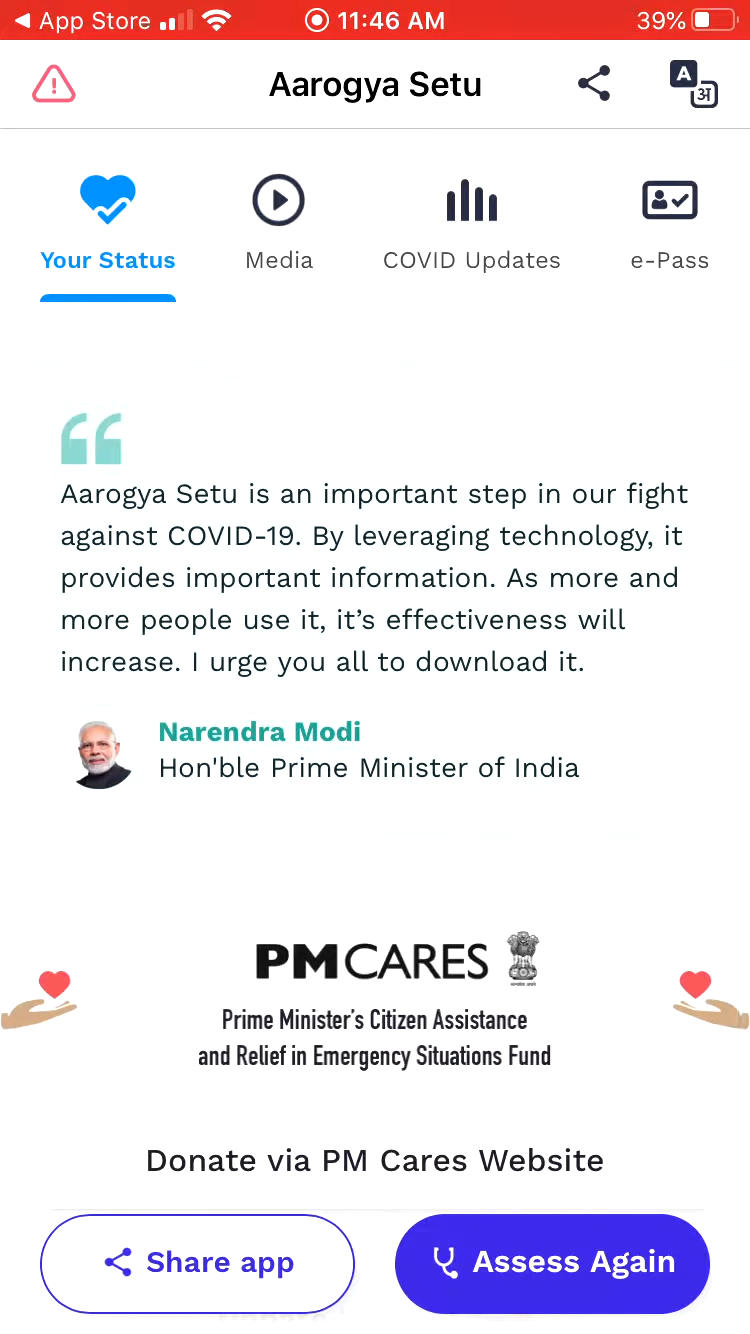 App Store
11:46 AM
39%
Aarogya Setu
A
अ
Your Status
Media
COVID Updates
e-Pass
Aarogya Setu is an important step in our fight
against COVID-19. By leveraging technology, it
provides important information. As more and
more people use it, it’s effectiveness will
increase. I urge you all to download it.
Narendra Modi
Hon'ble Prime Minister of India
PM CARES
Prime Minister's Citizen Assistance
and Relief in Emergency Situations Fund
Donate via PM Cares Website
Share app
Assess Again